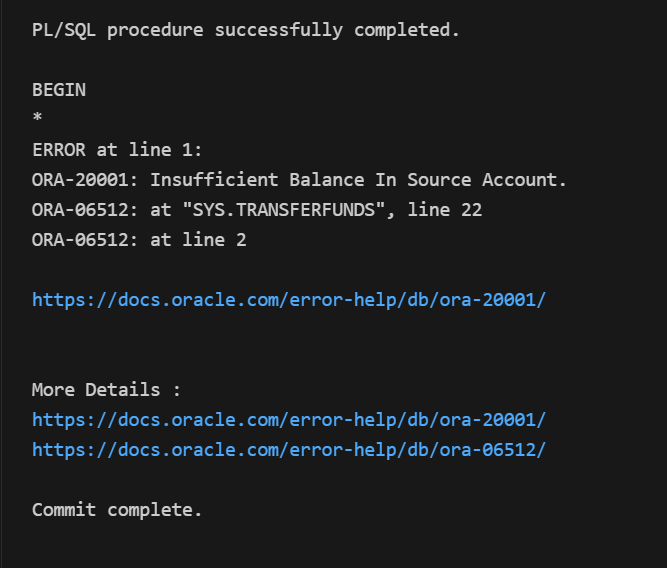 PL/SQL procedure successfully completed.
BEGIN
*
ERROR at line 1:
ORA-20001: Insufficient Balance In Source Account.
ORA-06512: at "SYS.TRANSFERFUNDS", line 22
ORA-06512: at line 2
https://docs.oracle.com/error-help/db/ora-20001/
More Details :
https://docs.oracle.com/error-help/db/ora-20001/
https://docs.oracle.com/error-help/db/ora-06512/
Commit complete.